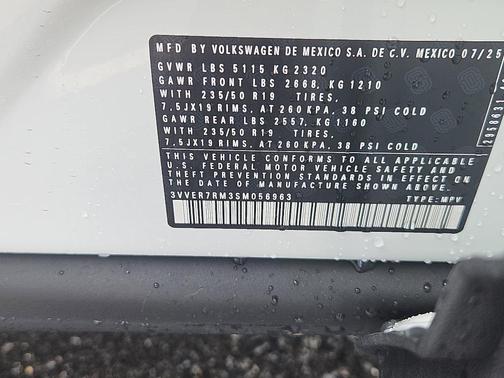 MFD BY VOLKSWAGEN DE MEXICO S.A. DE C.V. MEXICO 07/25
GVWR LBS 5115 KG 2320
GAWR FRONT LBS 2668, KG1210
WITH 235/50 R19 TIRES,
7.5JX19 RIMS, AT 260 KPA, 38 PSI COLD
GAWR REAR LBS 2557, KG 1160
WITH 235/50 R19 TIRES,
7.5JX19 RIMS, AT 260 KPA, 38 PSI COLD
THIS VEHICLE CONFORMS TO ALL APPLICABLE
U.S. FEDERAL MOTOR VEHICLE SAFETY AND
THEFT PREVENTION STANDARDS IN EFFECT ON
THE DATE OF MANUFACTURE SHOWN ABOVE.
3VVER7RM3SM056963 TYPE: MPV